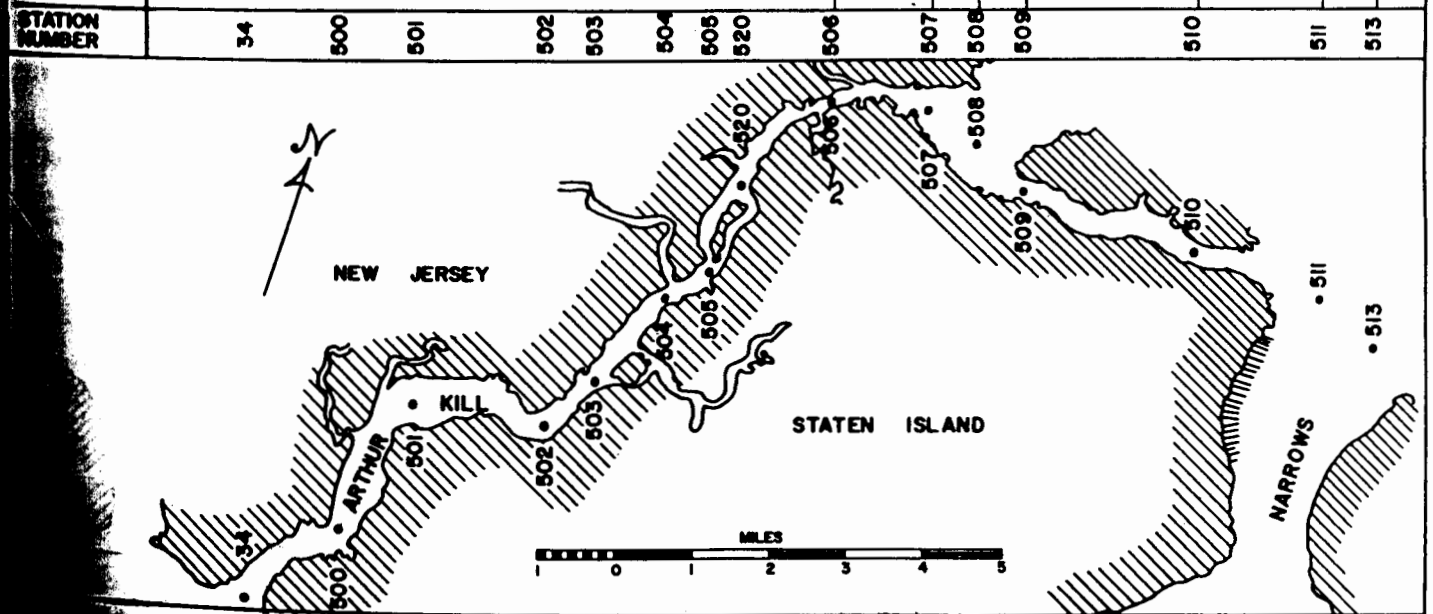 STATION NUMBER
34 500 501 502 503 504 505 520 506 507 508 509 510 511 513
N
520
506
508
507
510
509
NEW JERSEY
511
505
513
504
KILL
STATEN ISLAND
503
501
502
ARTHUR
NARROWS
34
500
MILES
1 0 1 2 3 4 5